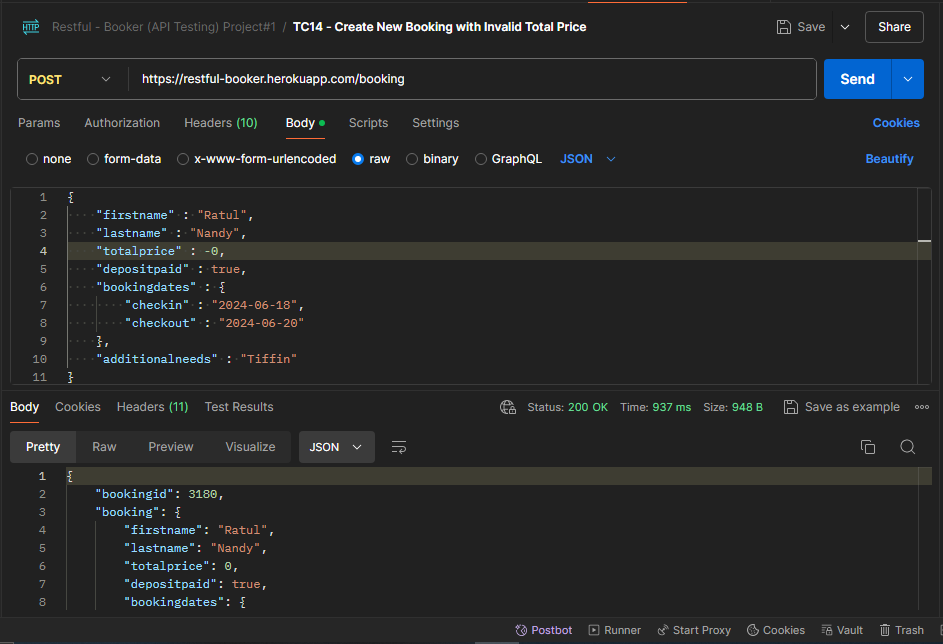 HTTP Restful - Booker (API Testing) Project#1 / TC14 - Create New Booking with Invalid Total Price Save Share
POST https://restful-booker.herokuapp.com/booking Send
Params Authorization Headers (10) Body Scripts Settings Cookies
none form-data x-www-form-urlencoded raw binary GraphQL JSON Beautify
1 {
2 "firstname" : "Ratul",
3 "lastname" : "Nandy",
4 "totalprice" : -0,
5 "depositpaid" : true,
6 "bookingdates" : {
7 "checkin" : "2024-06-18",
8 "checkout" : "2024-06-20"
9 },
10 "additionalneeds" : "Tiffin"
11 }
Body Cookies Headers (11) Test Results Status: 200 OK Time: 937 ms Size: 948 B Save as example
Pretty Raw Preview Visualize JSON
1 {
2 "bookingid": 3180,
3 "booking": {
4 "firstname": "Ratul",
5 "lastname": "Nandy",
6 "totalprice": 0,
7 "depositpaid": true,
8 "bookingdates": {
Postbot Runner Start Proxy Cookies Vault Trash